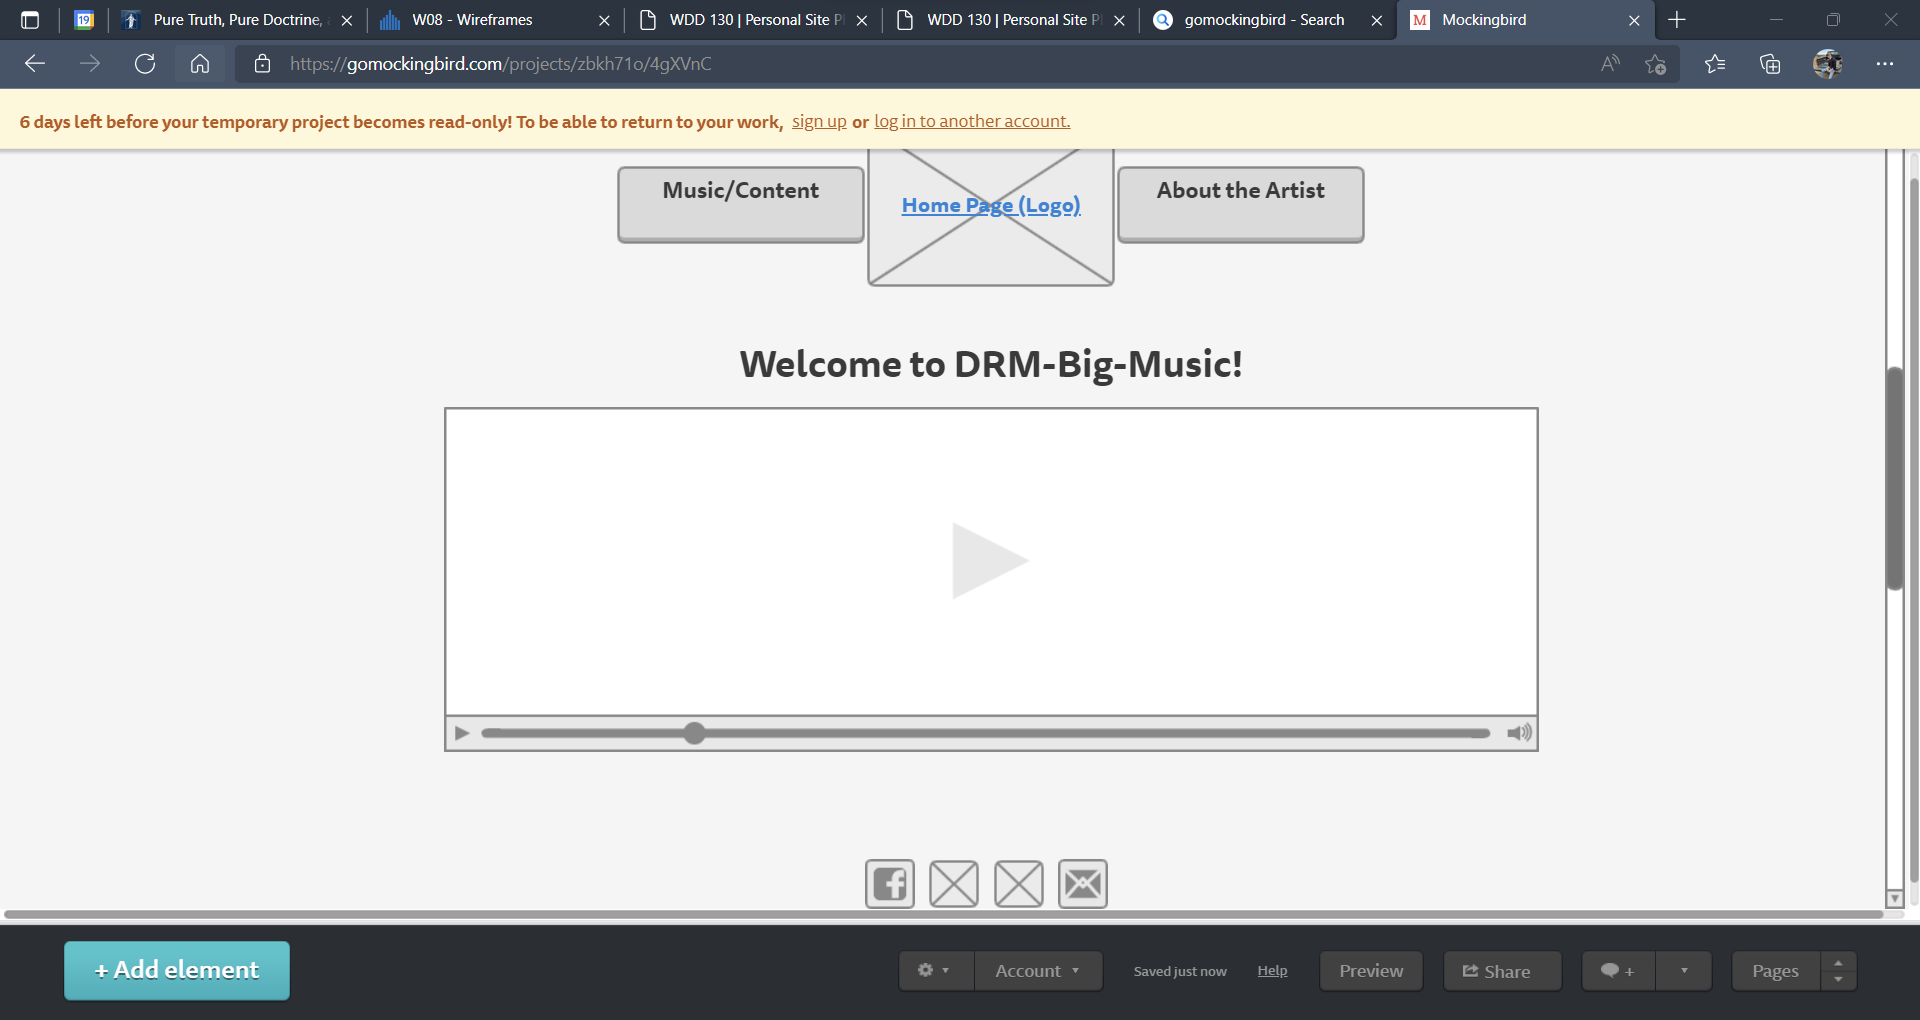 19
Pure Truth, Pure Doctrine,
W08 - Wireframes
WDD 130 | Personal Site Pl
WDD 130 | Personal Site P
gomockingbird - Search
M Mockingbird
https://gomockingbird.com/projects/zbkh71o/4gXVnC
6 days left before your temporary project becomes read-only! To be able to return to your work, sign up or log in to another account.
Music/Content
Home Page (Logo)
About the Artist
Welcome to DRM-Big-Music!
+ Add element
Account
Saved just now
Help
Preview
Share
+
Pages